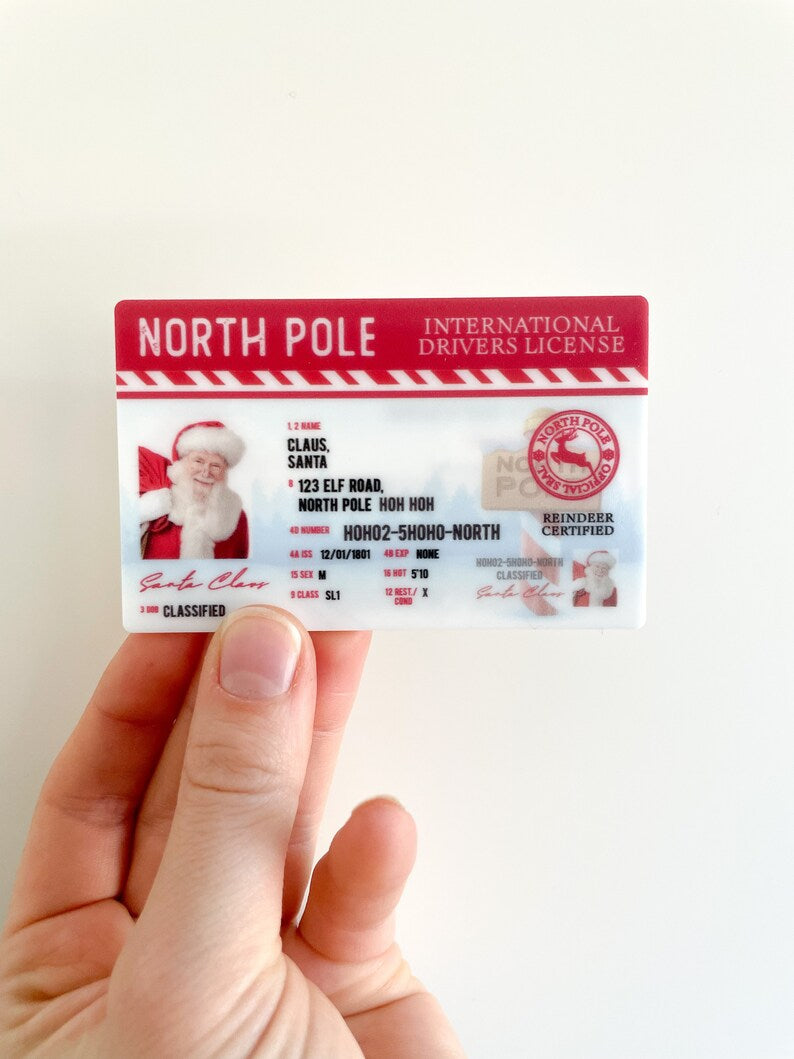 NORTH POLE
INTERNATIONAL
DRIVERS LICENSE
1, 2 NAME
CLAUS,
SANTA
8 123 ELF ROAD,
NORTH POLE HOH HOH
4D NUMBER HOHO2-5HOHO-NORTH
4A ISS 12/01/1801 4B EXP NONE
15 SEX M 16 HGT 5'10
9 CLASS SL1 12 REST./ X
COND
Santa Claus
3 DOB CLASSIFIED
NORTH POLE
OFFICIAL SEAL
NORTH
POLE
REINDEER
CERTIFIED
HOHO2-5HOHO-NORTH
CLASSIFIED
Santa Claus